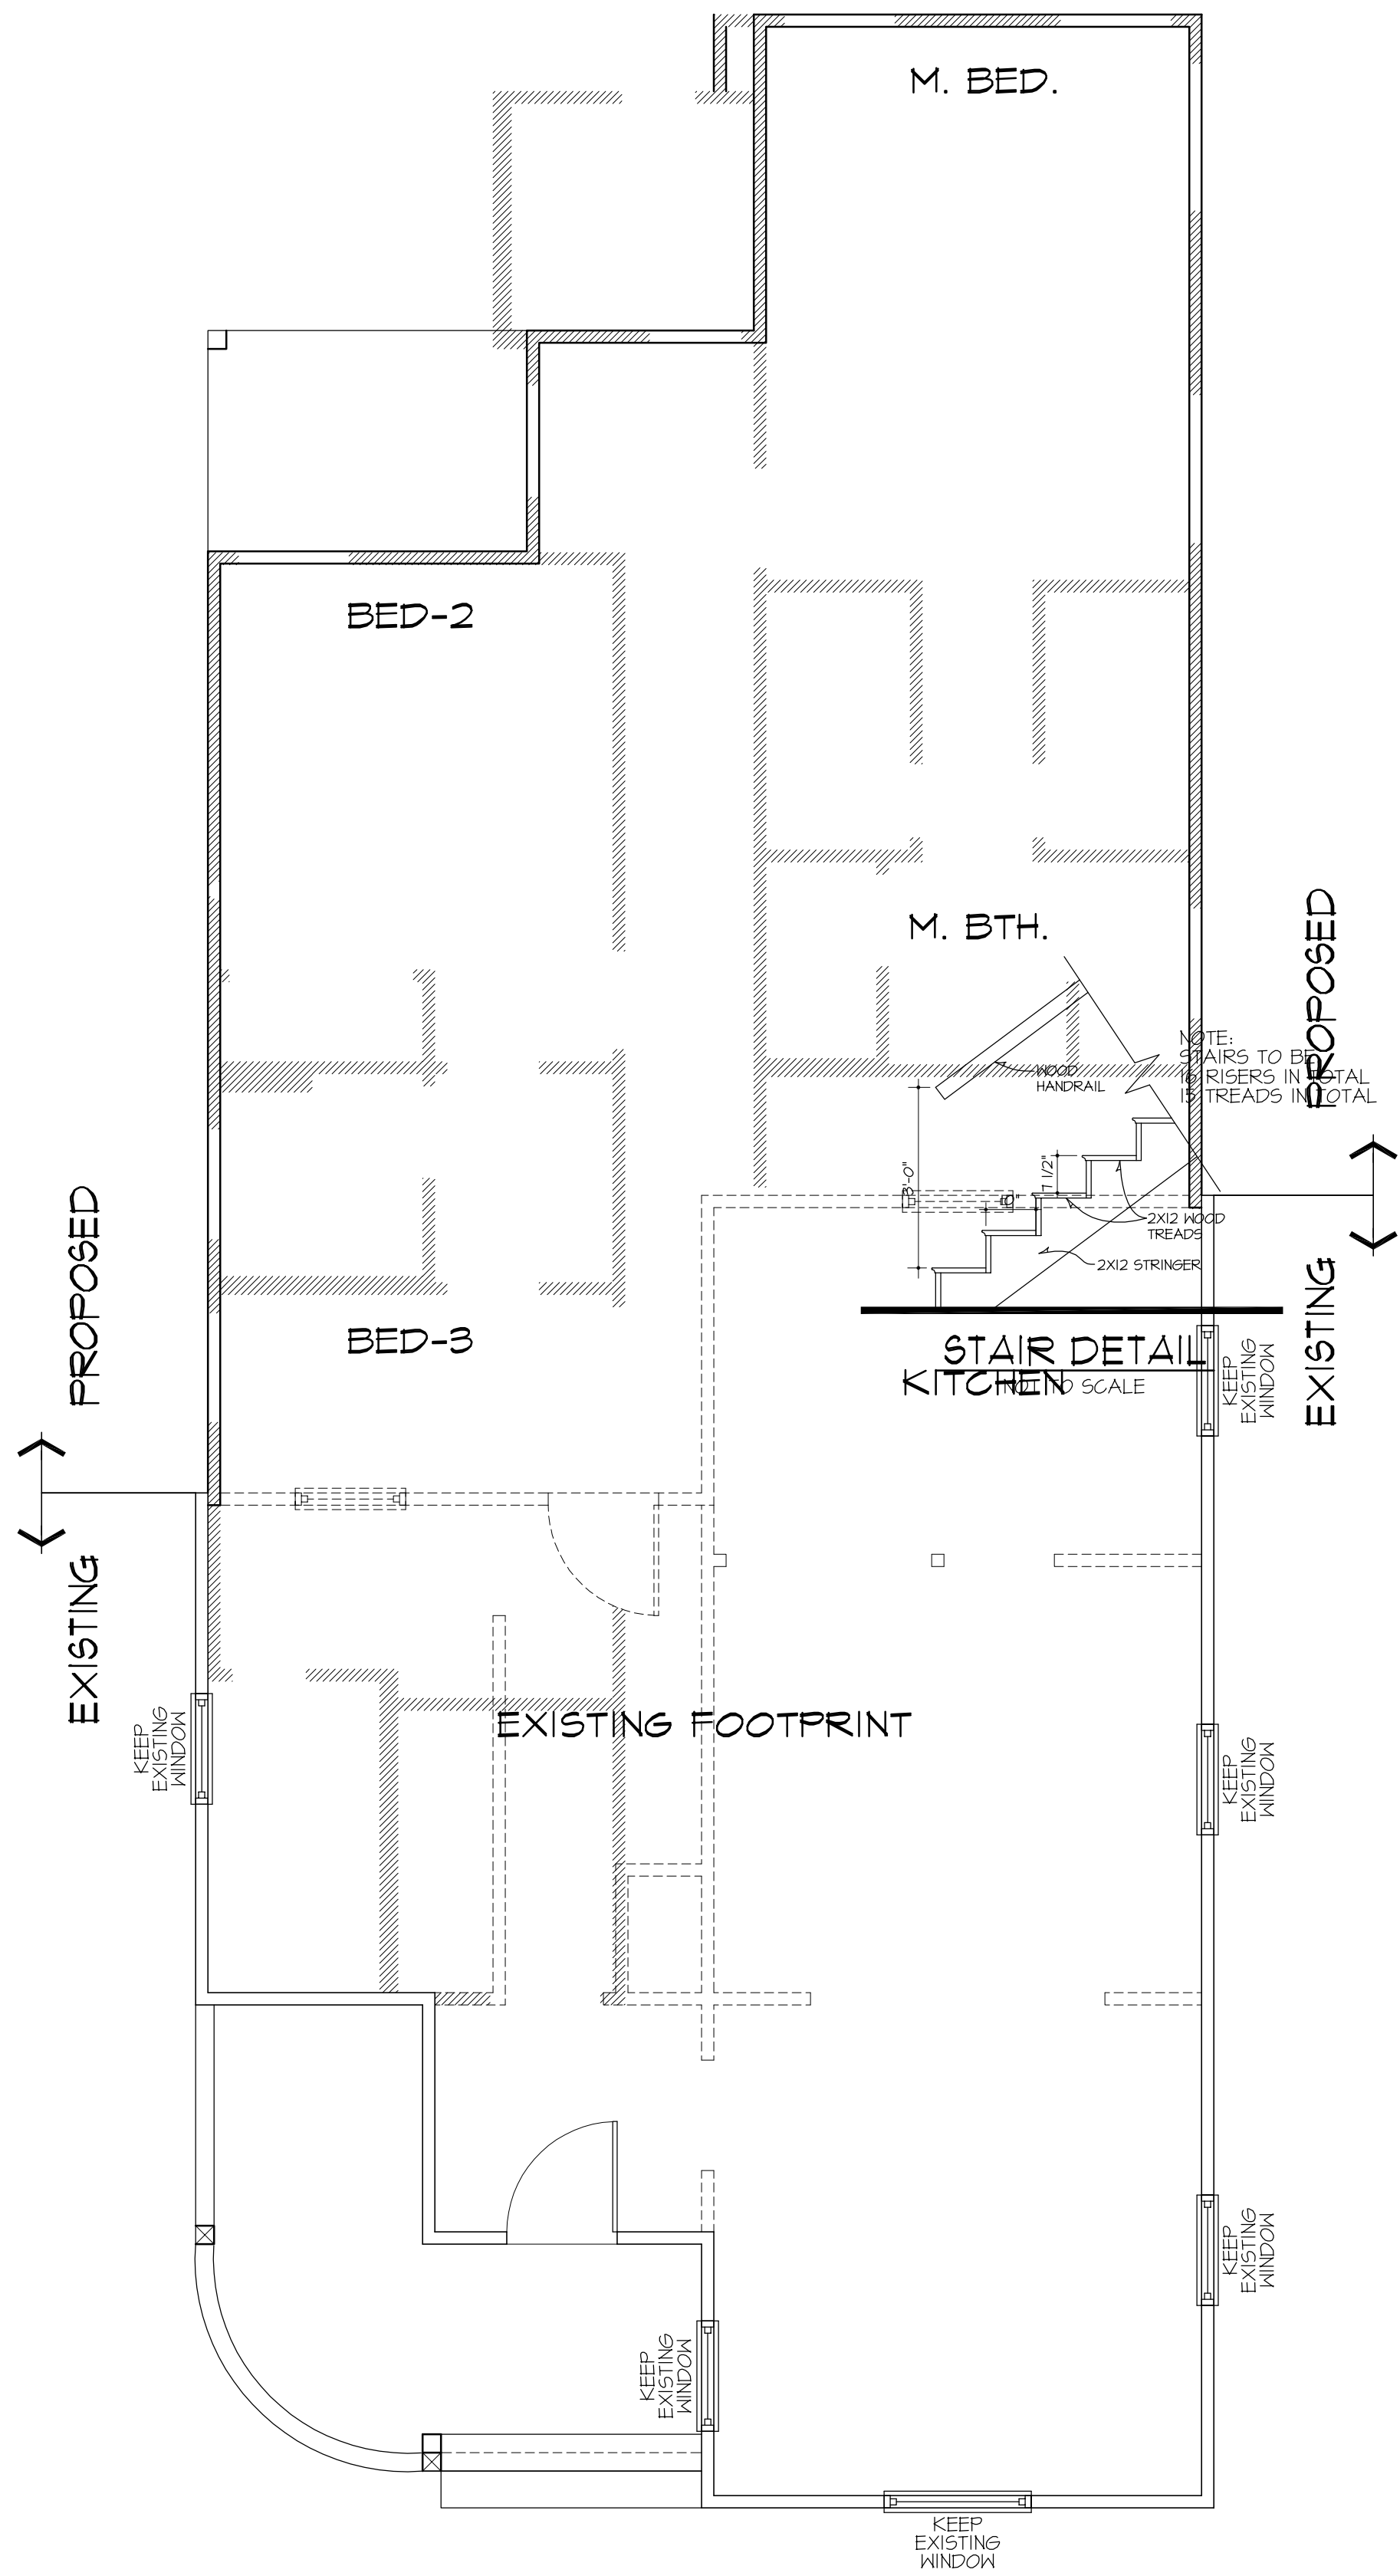 M. BED.
BED-2
M. BTH.
PROPOSED
NOTE:
STAIRS TO BE
16 RISERS IN TOTAL
15 TREADS IN TOTAL
WOOD
HANDRAIL
3'-0"
7 1/2"
2X12 WOOD
TREADS
2X12 STRINGER
PROPOSED
EXISTING
BED-3
STAIR DETAIL
KITCHEN
NOT TO SCALE
KEEP
EXISTING
WINDOW
EXISTING
EXISTING FOOTPRINT
KEEP
EXISTING
WINDOW
KEEP
EXISTING
WINDOW
KEEP
EXISTING
WINDOW
KEEP
EXISTING
WINDOW
KEEP
EXISTING
WINDOW